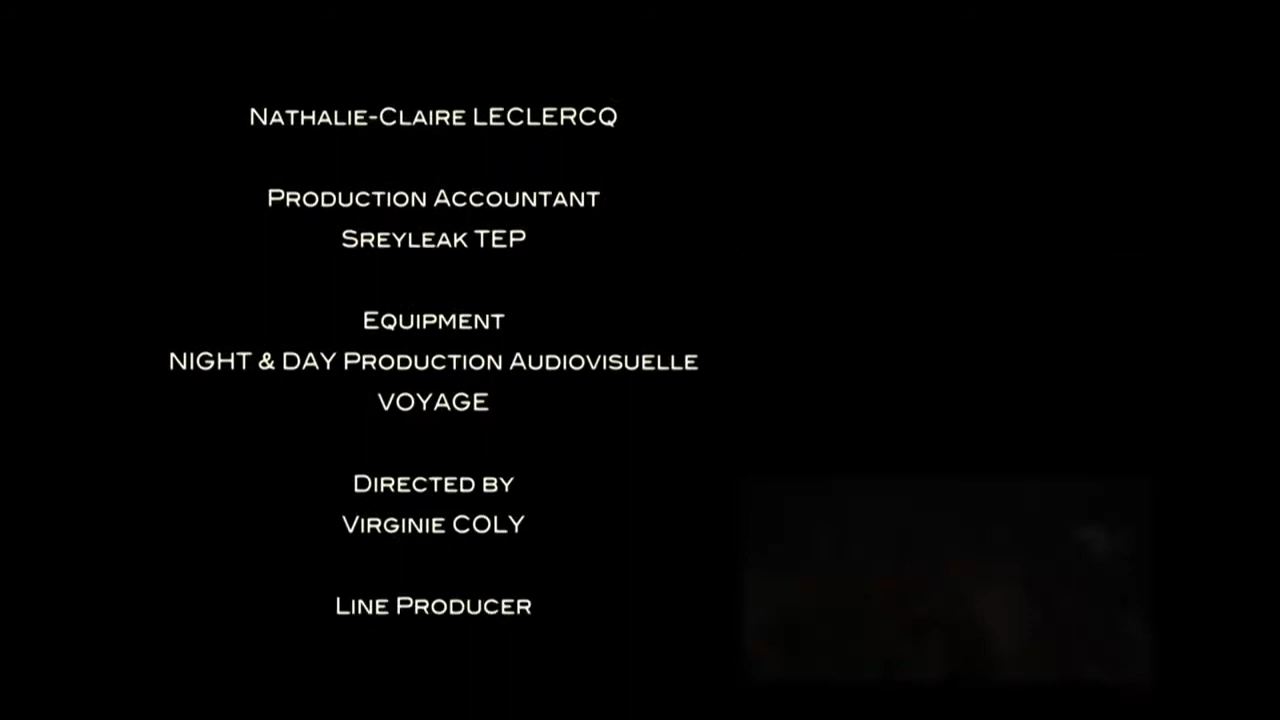 Nathalie-Claire LECLERCQ
Production Accountant
Sreyleak TEP
Equipment
NIGHT & DAY Production Audiovisuelle
VOYAGE
Directed by
Virginie COLY
Line Producer